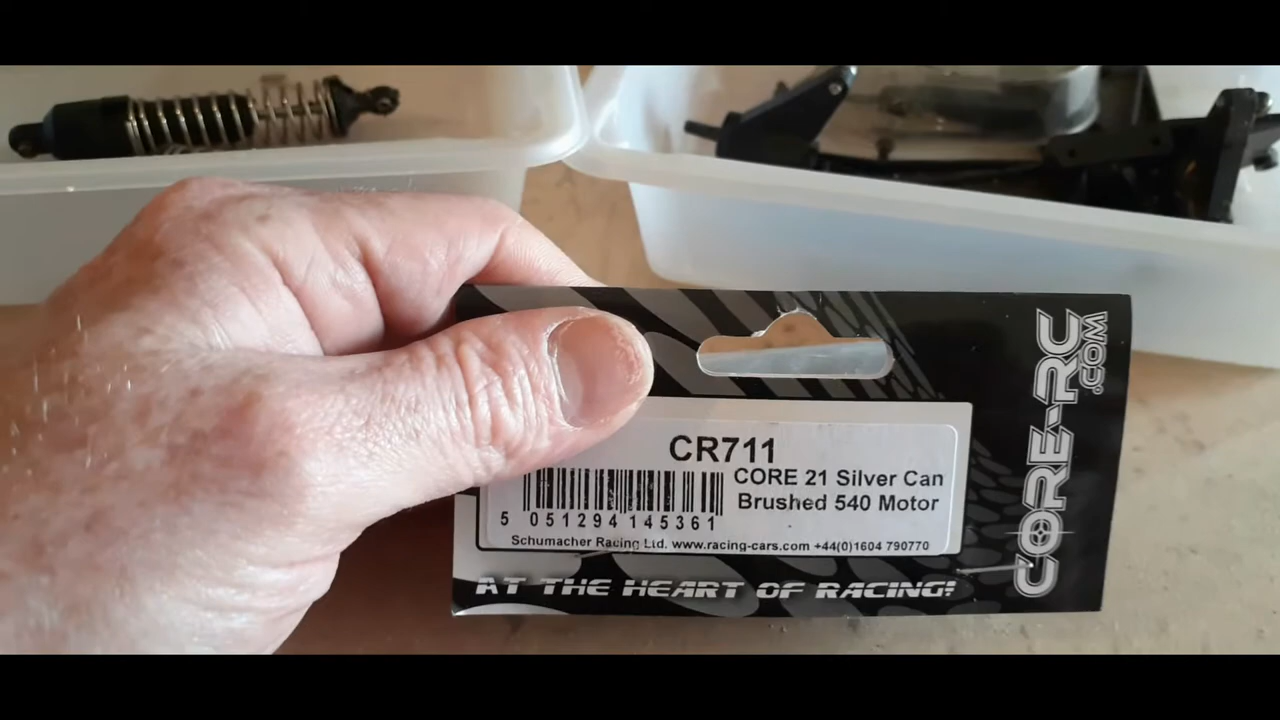 CR711
CORE 21 Silver Can
Brushed 540 Motor
5 051294 145361
Schumacher Racing Ltd. www.racing-cars.com +44(0)1604 790770
AT THE HEART OF RACING!
CORE-RC
.COM